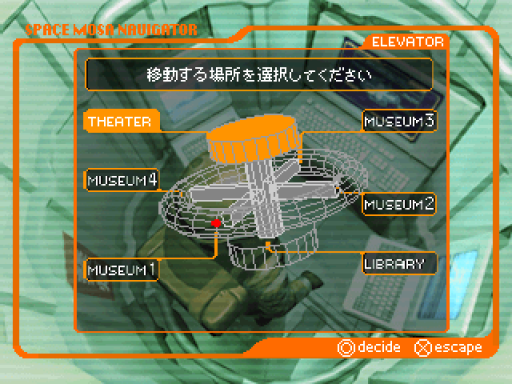 SPACE MOSA NAVIGATOR
ELEVATOR
移動する場所を選択してください
THEATER
MUSEUM3
MUSEUM4
MUSEUM2
MUSEUM1
LIBRARY
decide escape